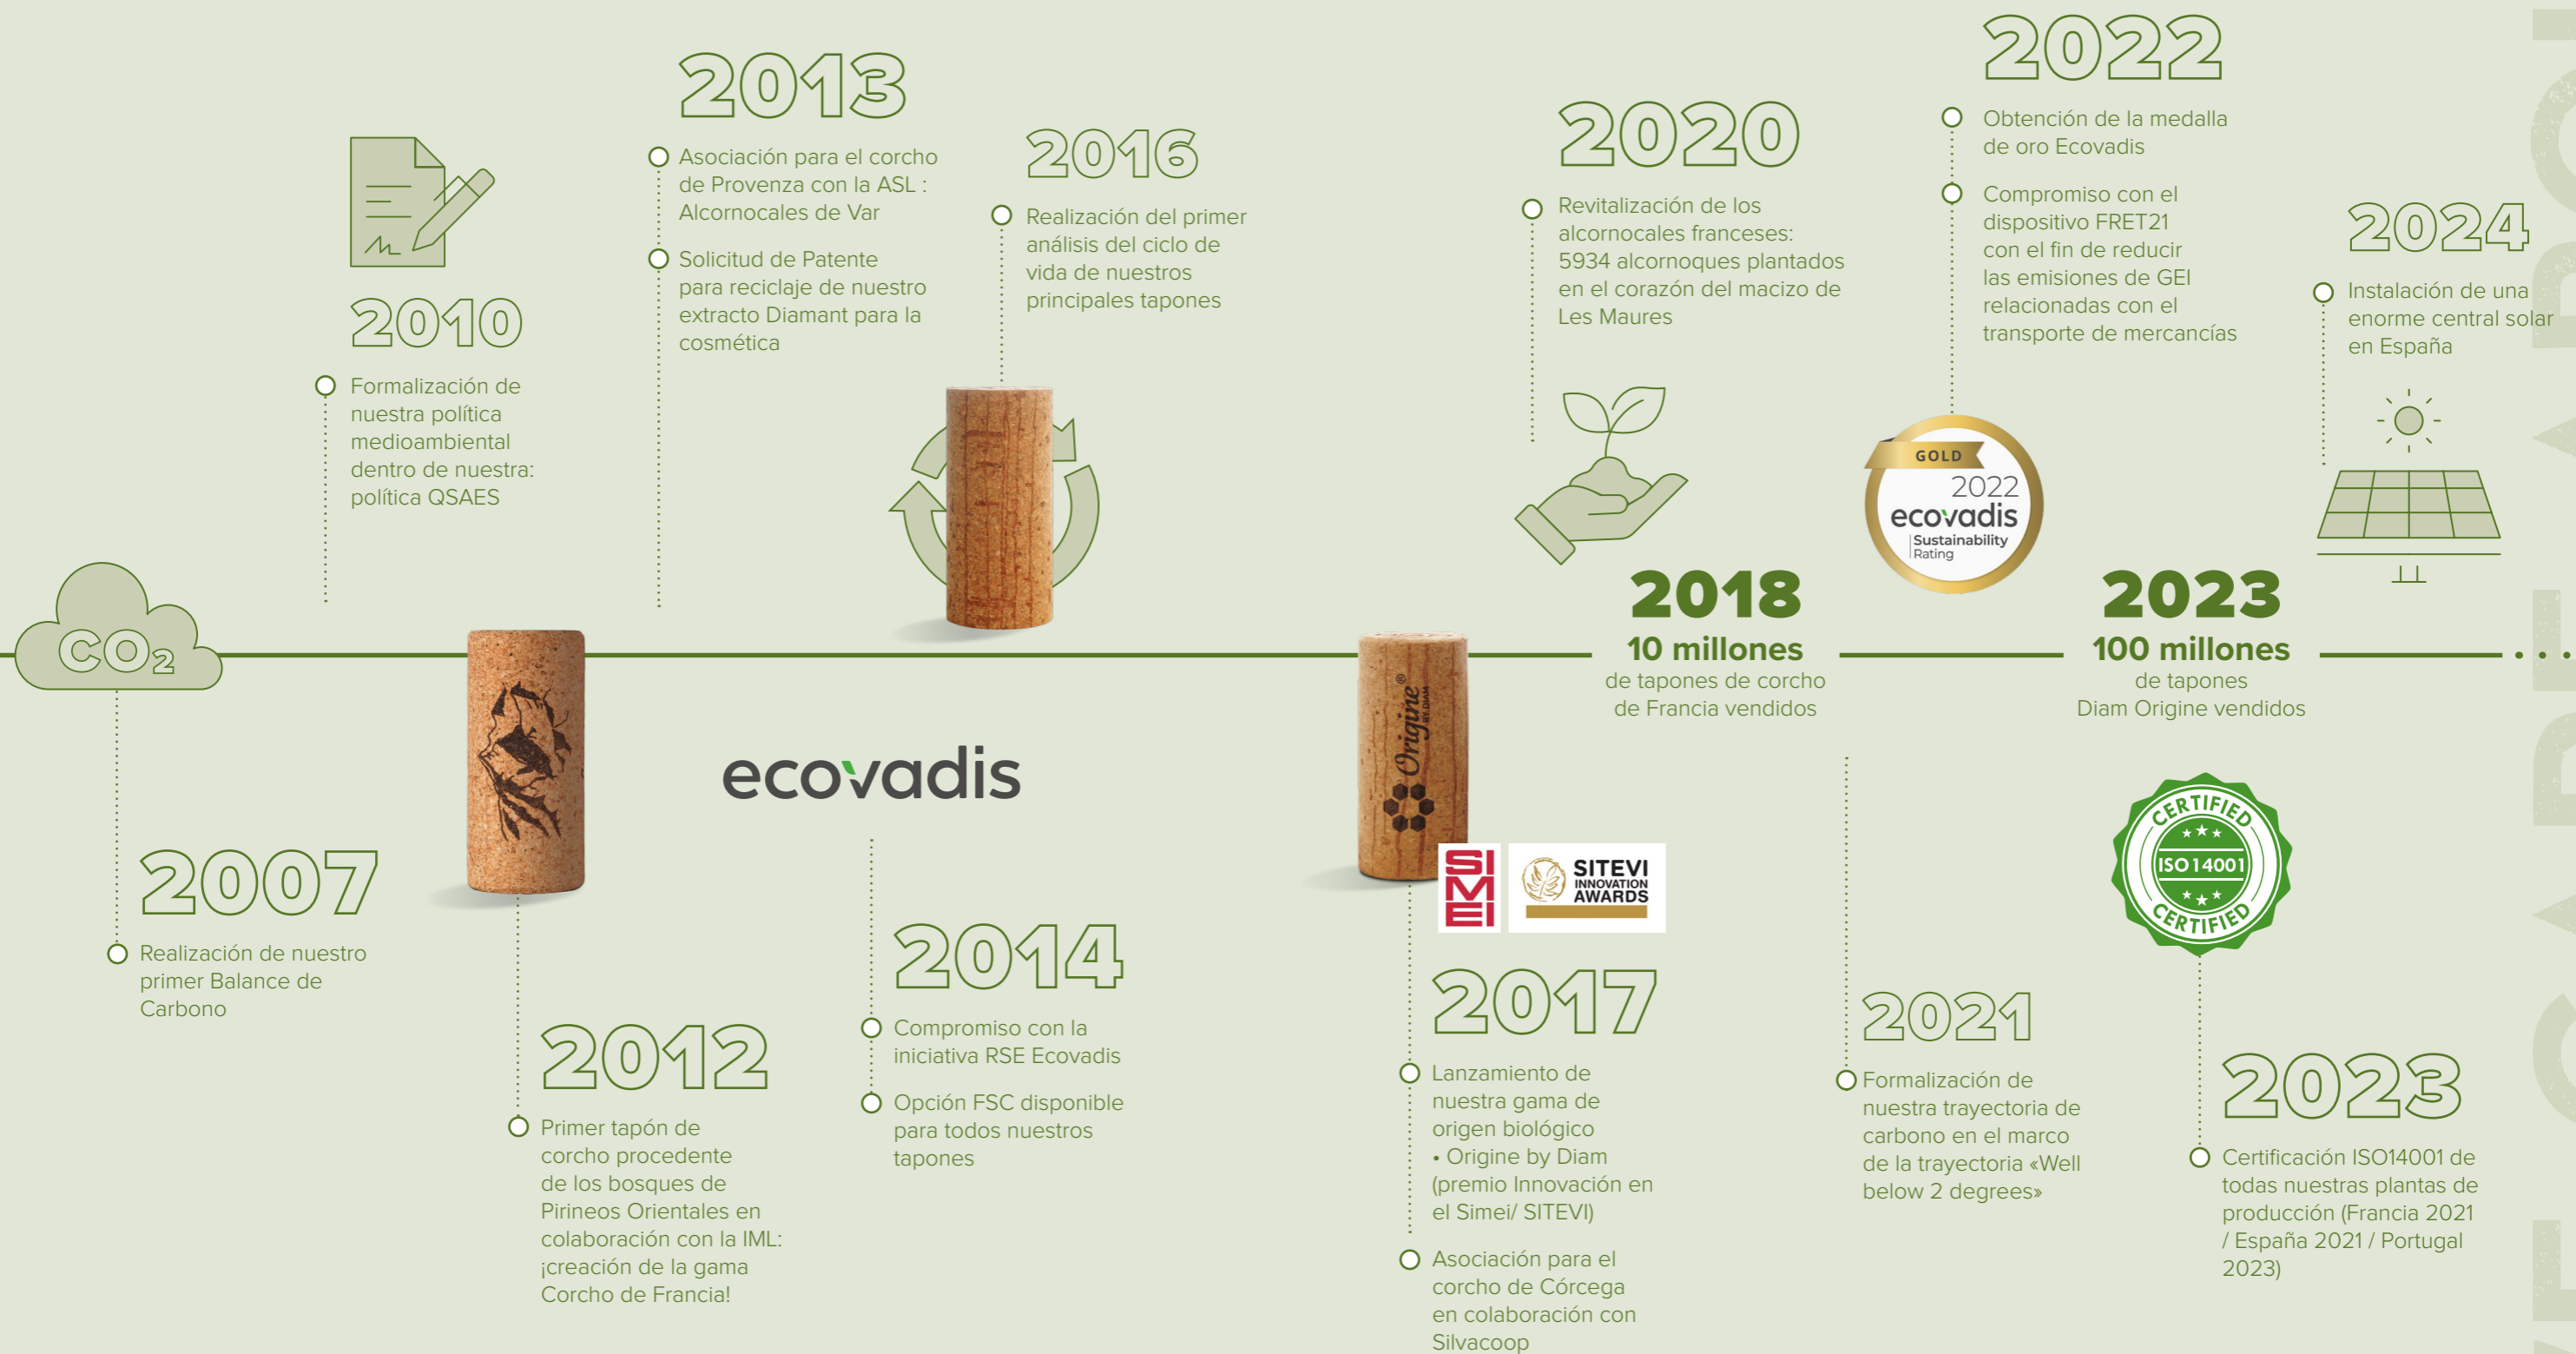 CO2
2007
Realización de nuestro
primer Balance de
Carbono
2010
Formalización de
nuestra política
medioambiental
dentro de nuestra:
política QSAES
2012
Primer tapón de
corcho procedente
de los bosques de
Pirineos Orientales en
colaboración con la IML:
¡creación de la gama
Corcho de Francia!
2013
Asociación para el corcho
de Provenza con la ASL :
Alcornocales de Var
Solicitud de Patente
para reciclaje de nuestro
extracto Diamant para la
cosmética
ecovadis
2014
Compromiso con la
iniciativa RSE Ecovadis
Opción FSC disponible
para todos nuestros
tapones
2016
Realización del primer
análisis del ciclo de
vida de nuestros
principales tapones
Origine®
BY DIAM
SI
M
EI
SITEVI
INNOVATION
AWARDS
2017
Lanzamiento de
nuestra gama de
origen biológico
• Origine by Diam
(premio Innovación en
el Simei/ SITEVI)
Asociación para el
corcho de Córcega
en colaboración con
Silvacoop
2018
10 millones
de tapones de corcho
de Francia vendidos
2020
Revitalización de los
alcornocales franceses:
5934 alcornoques plantados
en el corazón del macizo de
Les Maures
2021
Formalización de
nuestra trayectoria de
carbono en el marco
de la trayectoria «Well
below 2 degrees»
2022
Obtención de la medalla
de oro Ecovadis
Compromiso con el
dispositivo FRET21
con el fin de reducir
las emisiones de GEI
relacionadas con el
transporte de mercancías
GOLD
2022
ecovadis
Sustainability
Rating
2023
100 millones
de tapones
Diam Origine vendidos
CERTIFIED
ISO14001
CERTIFIED
2023
Certificación ISO14001 de
todas nuestras plantas de
producción (Francia 2021
/ España 2021 / Portugal
2023)
2024
Instalación de una
enorme central solar
en España